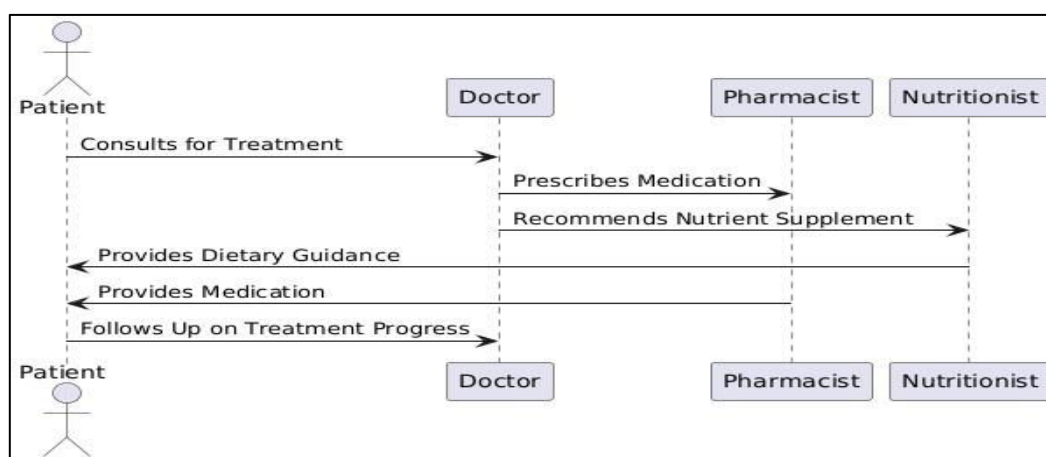 Patient
Doctor Pharmacist Nutritionist
Consults for Treatment
Prescribes Medication
Recommends Nutrient Supplement
Provides Dietary Guidance
Provides Medication
Follows Up on Treatment Progress
Patient
Doctor Pharmacist Nutritionist